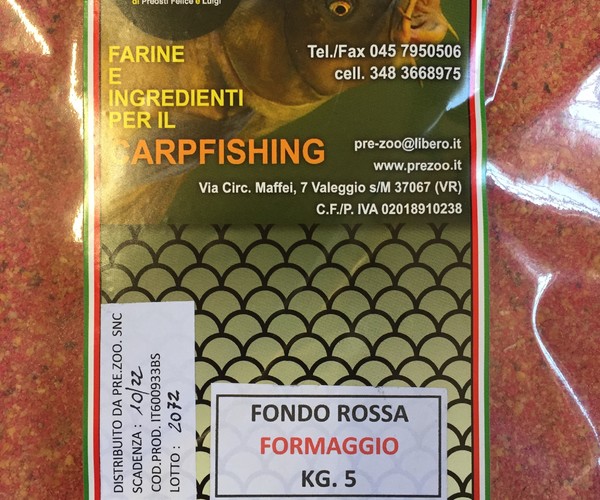 di Preosti Felice e Luigi
FARINE
E
INGREDIENTI
PER IL
CARPFISHING
Tel./Fax 045 7950506
cell. 348 3668975
pre-zoo@libero.it
www.prezoo.it
Via Circ. Maffei, 7 Valeggio s/M 37067 (VR)
C.F./P. IVA 02018910238
DISTRIBUITO DA PRE.ZOO. SNC
SCADENZA : 10/22
COD.PROD. IT600933BS
LOTTO : 2072
FONDO ROSSA
FORMAGGIO
KG. 5